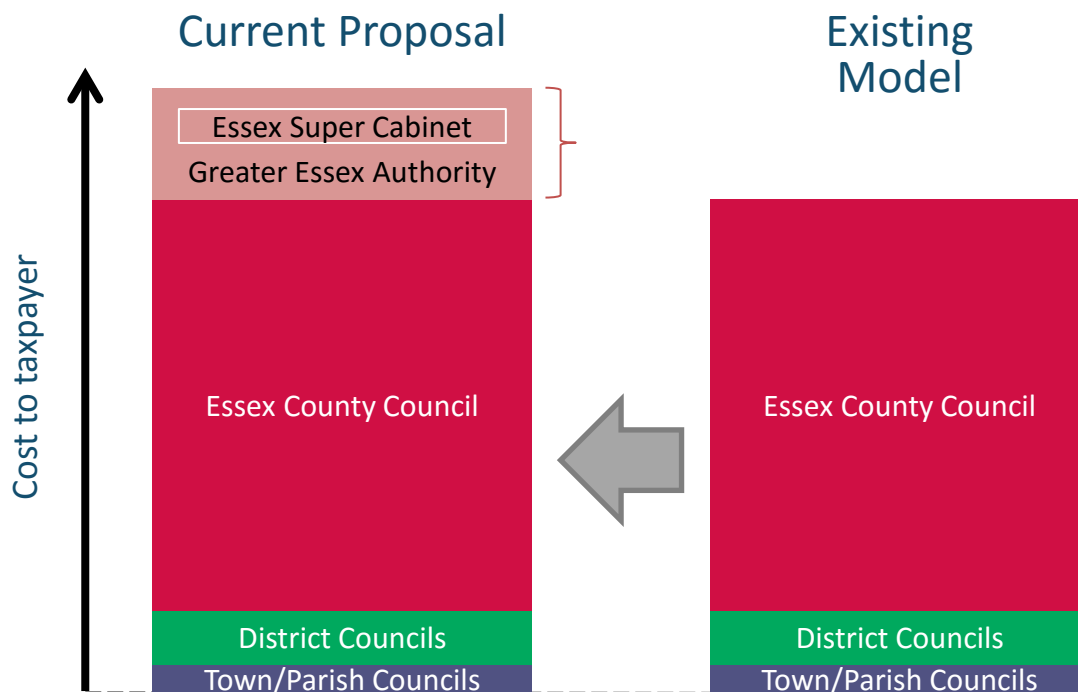 Current Proposal
Existing
Model
Cost to taxpayer
Essex Super Cabinet
Greater Essex Authority
Essex County Council
District Councils
Town/Parish Councils
Essex County Council
District Councils
Town/Parish Councils